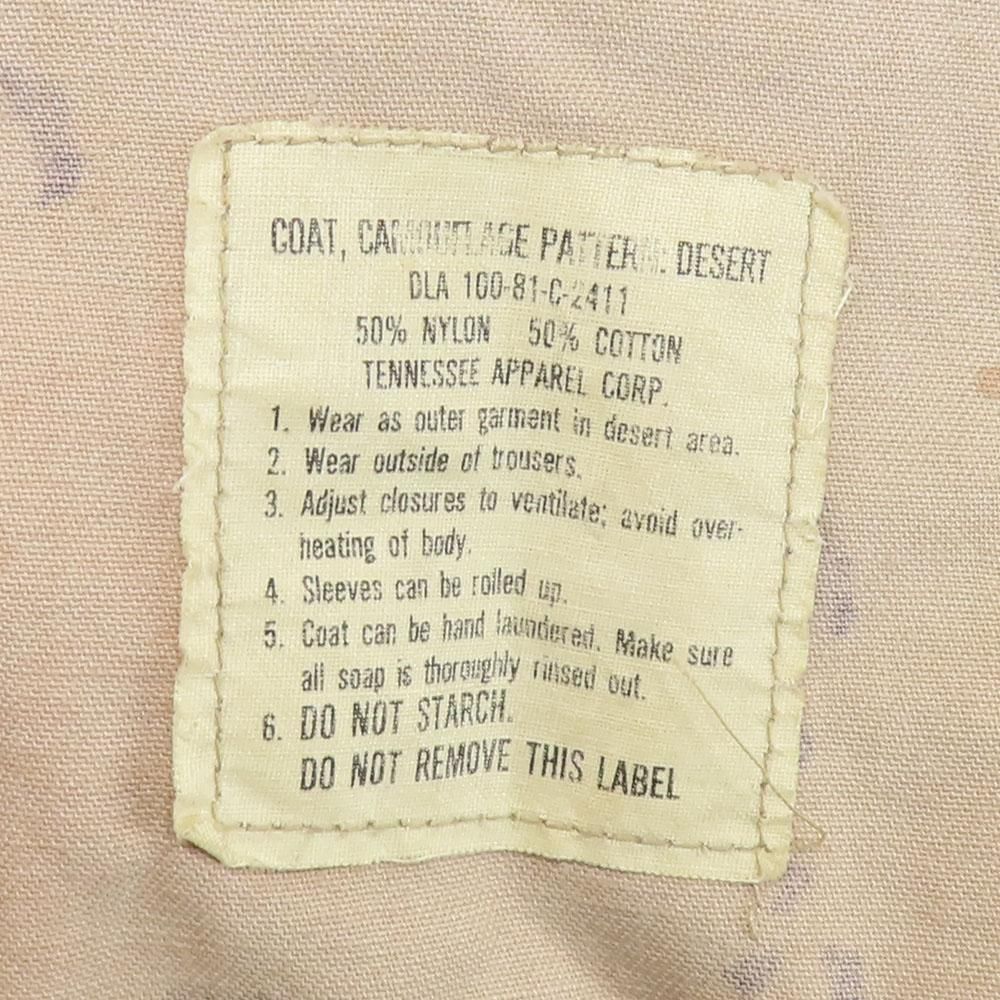 COAT, CAMOUFLAGE PATTERN: DESERT
DLA 100-81-C-2411
50% NYLON 50% COTTON
TENNESSEE APPAREL CORP.
1. Wear as outer garment in desert area.
2. Wear outside of trousers.
3. Adjust closures to ventilate; avoid over-
heating of body.
4. Sleeves can be rolled up.
5. Coat can be hand laundered. Make sure
all soap is thoroughly rinsed out.
6. DO NOT STARCH.
DO NOT REMOVE THIS LABEL